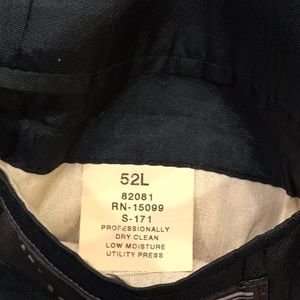 52L
82081
RN-15099
S-171
PROFESSIONALLY
DRY CLEAN
LOW MOISTURE
UTILITY PRESS